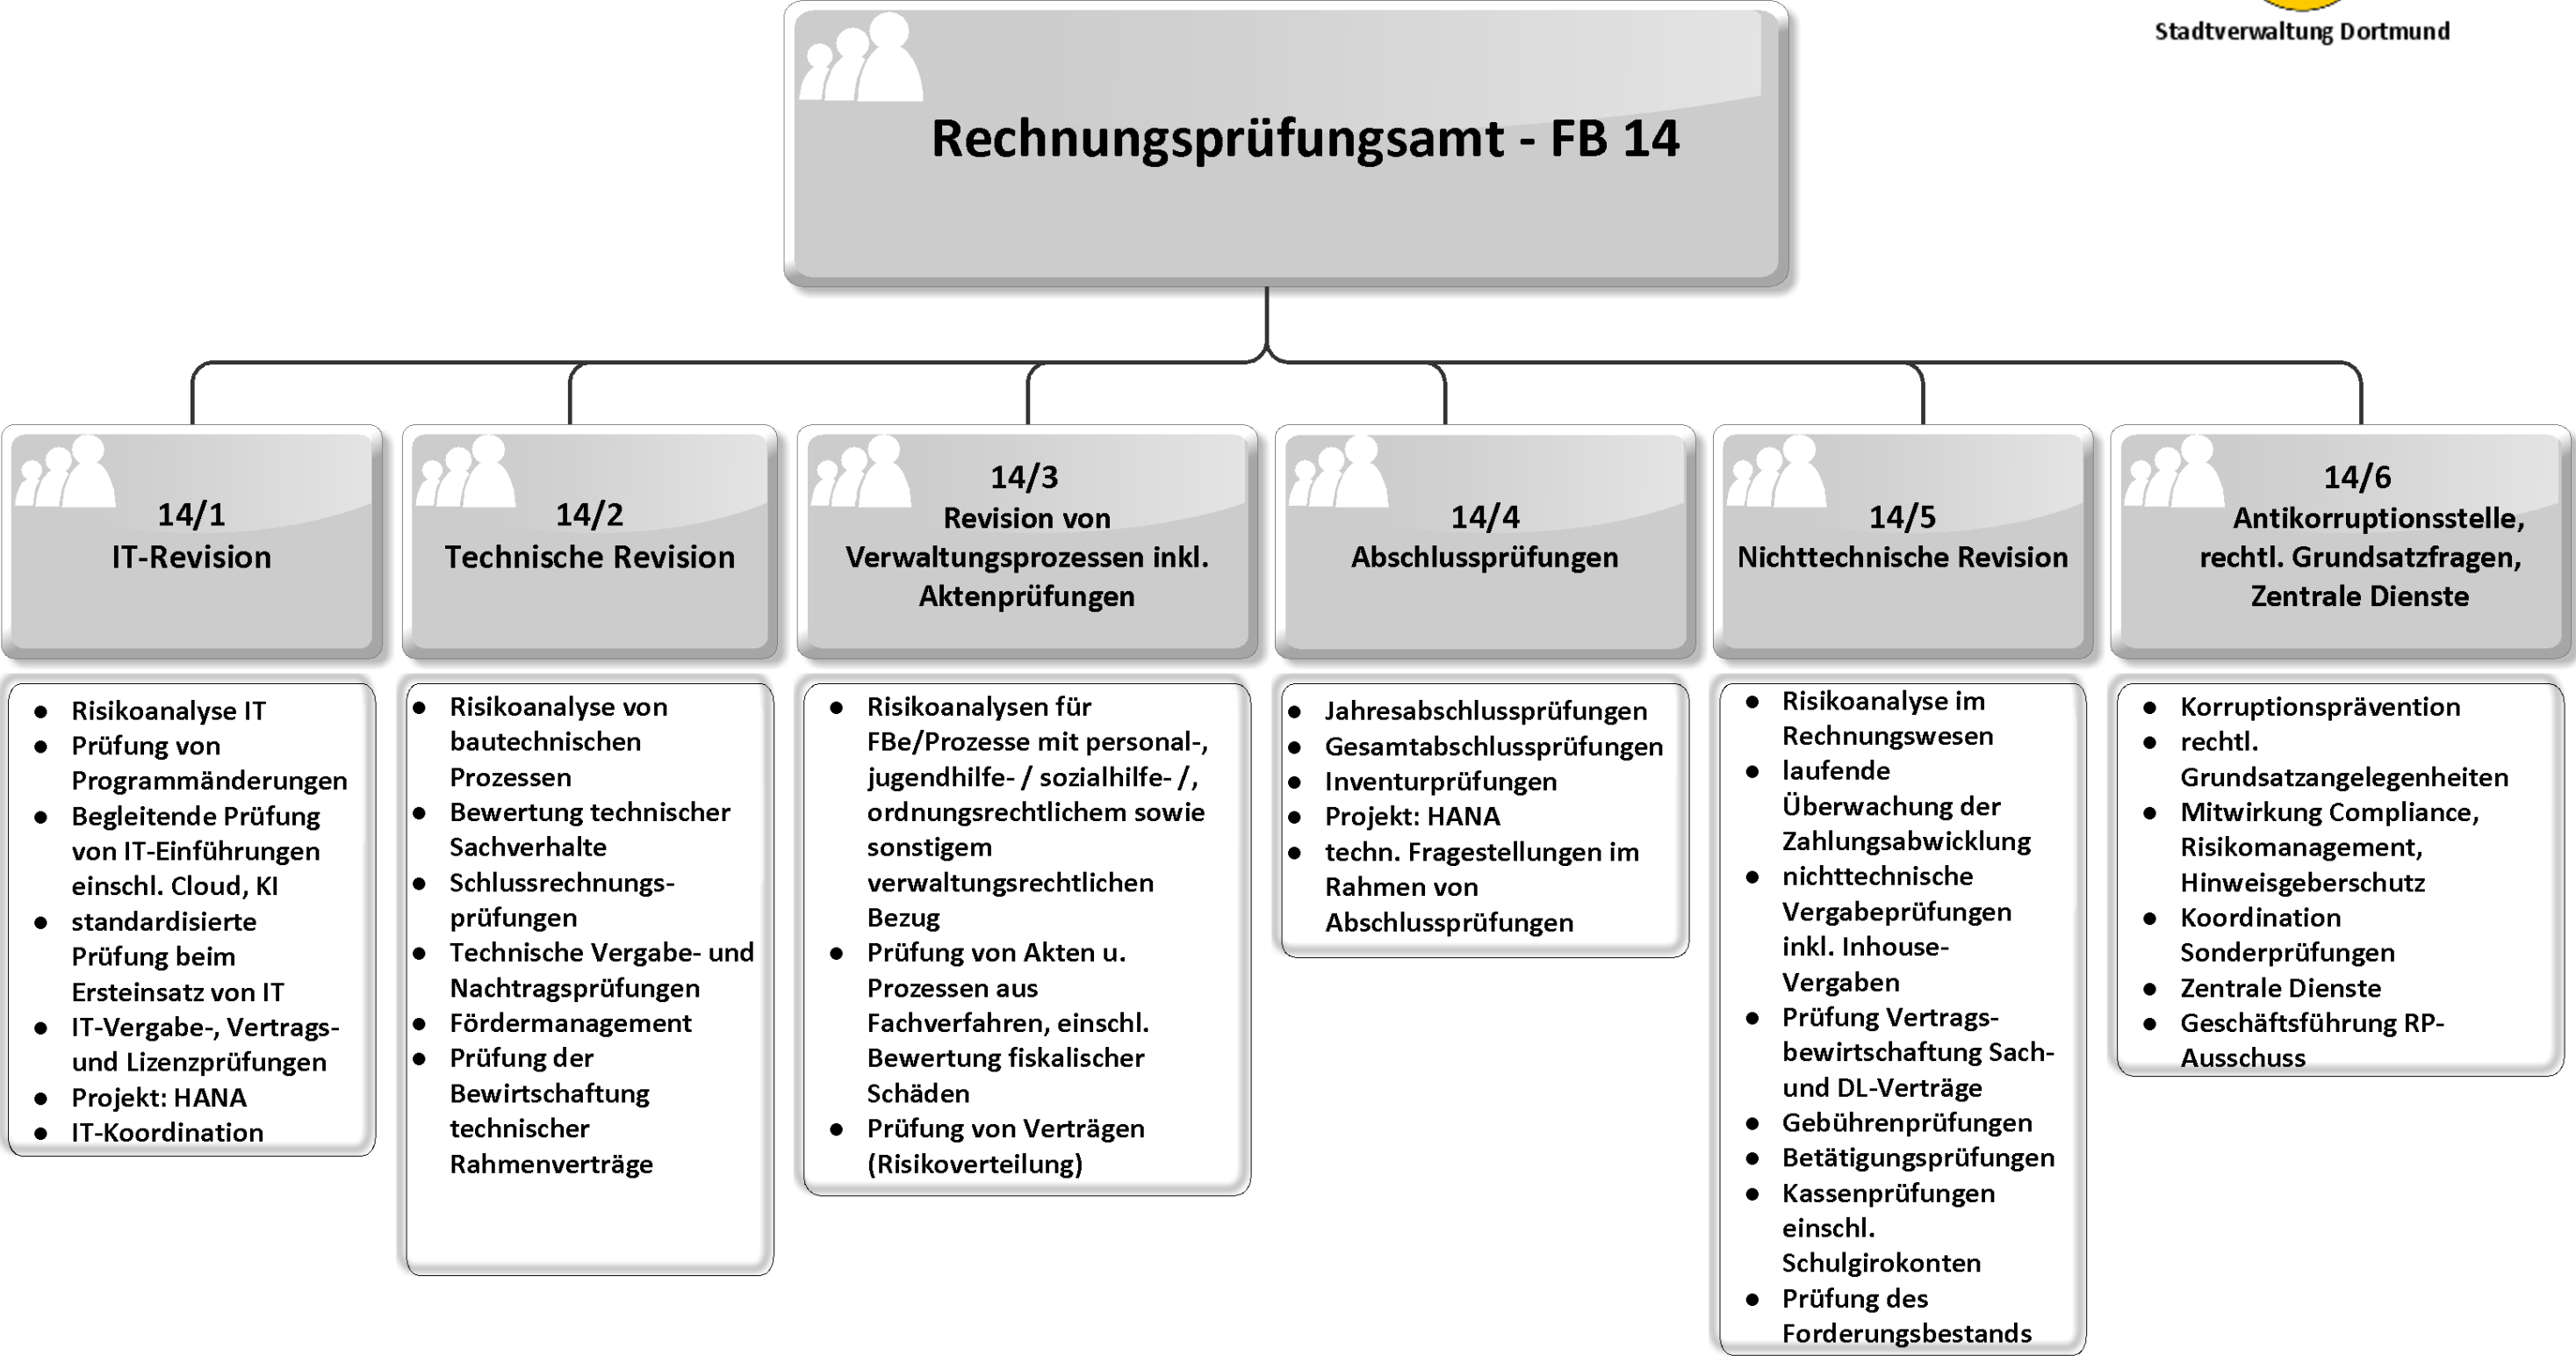 Stadtverwaltung Dortmund
Rechnungsprüfungsamt - FB 14
14/1
IT-Revision
14/2
Technische Revision
14/3
Revision von
Verwaltungsprozessen inkl.
Aktenprüfungen
14/4
Abschlussprüfungen
14/5
Nichttechnische Revision
14/6
Antikorruptionsstelle,
rechtl. Grundsatzfragen,
Zentrale Dienste
● Risikoanalyse IT
● Prüfung von
Programmänderungen
● Begleitende Prüfung
von IT-Einführungen
einschl. Cloud, KI
● standardisierte
Prüfung beim
Ersteinsatz von IT
● IT-Vergabe-, Vertrags-
und Lizenzprüfungen
● Projekt: HANA
● IT-Koordination
● Risikoanalyse von
bautechnischen
Prozessen
● Bewertung technischer
Sachverhalte
● Schlussrechnungs-
prüfungen
● Technische Vergabe- und
Nachtragsprüfungen
● Fördermanagement
● Prüfung der
Bewirtschaftung
technischer
Rahmenverträge
● Risikoanalysen für
FBe/Prozesse mit personal-,
jugendhilfe- / sozialhilfe- /,
ordnungsrechtlichem sowie
sonstigem
verwaltungsrechtlichen
Bezug
● Prüfung von Akten u.
Prozessen aus
Fachverfahren, einschl.
Bewertung fiskalischer
Schäden
● Prüfung von Verträgen
(Risikoverteilung)
● Jahresabschlussprüfungen
● Gesamtabschlussprüfungen
● Inventurprüfungen
● Projekt: HANA
● techn. Fragestellungen im
Rahmen von
Abschlussprüfungen
● Risikoanalyse im
Rechnungswesen
● laufende
Überwachung der
Zahlungsabwicklung
● nichttechnische
Vergabeprüfungen
inkl. Inhouse-
Vergaben
● Prüfung Vertrags-
bewirtschaftung Sach-
und DL-Verträge
● Gebührenprüfungen
● Betätigungsprüfungen
● Kassenprüfungen
einschl.
Schulgirokonten
● Prüfung des
Forderungsbestands
● Korruptionsprävention
● rechtl.
Grundsatzangelegenheiten
● Mitwirkung Compliance,
Risikomanagement,
Hinweisgeberschutz
● Koordination
Sonderprüfungen
● Zentrale Dienste
● Geschäftsführung RP-
Ausschuss